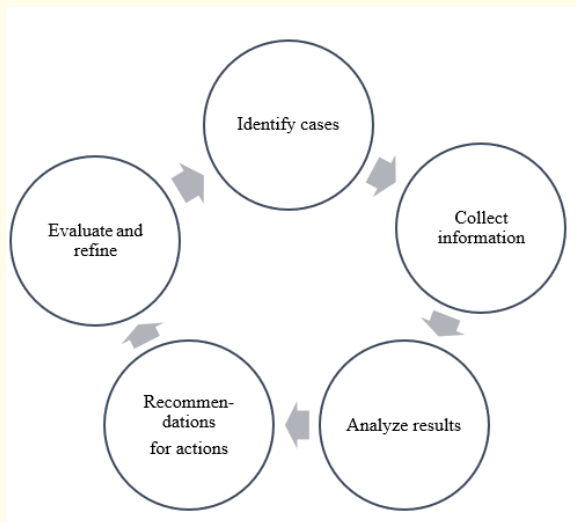 Identify cases
Collect
information
Analyze results
Recommen-
dations
for actions
Evaluate and
refine